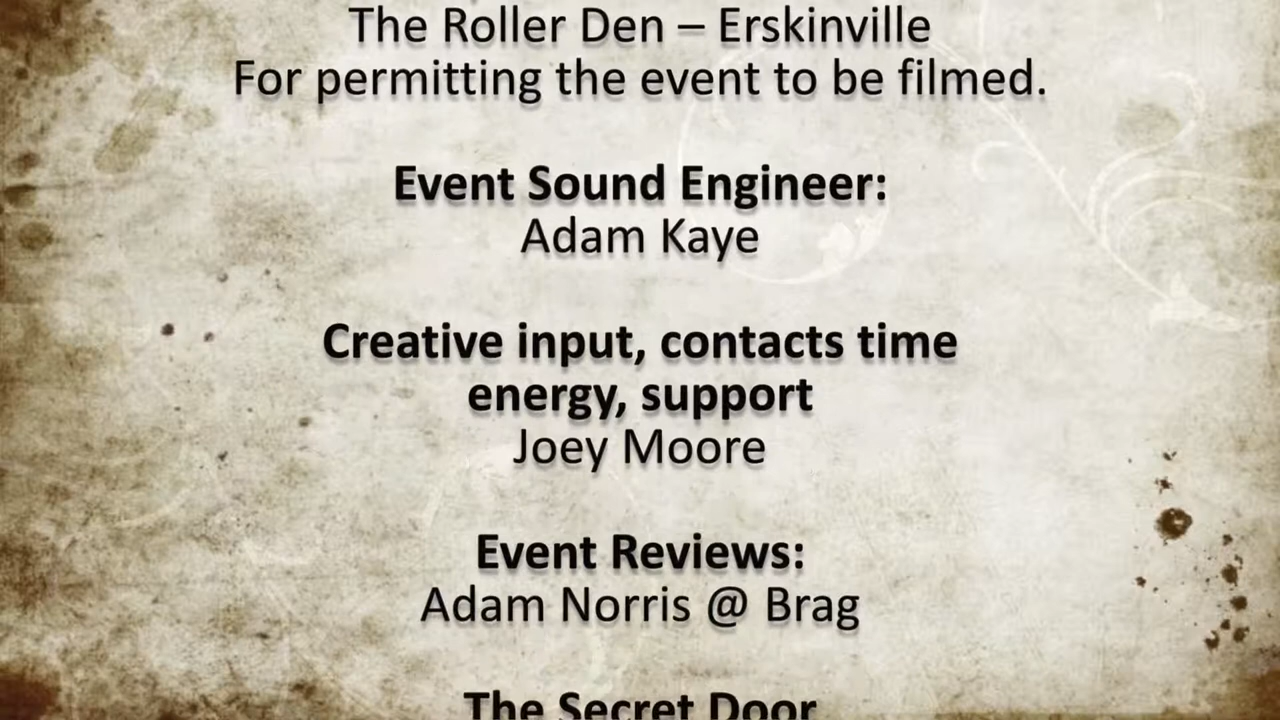 The Roller Den – Erskinville
For permitting the event to be filmed.
Event Sound Engineer:
Adam Kaye
Creative input, contacts time
energy, support
Joey Moore
Event Reviews:
Adam Norris @ Brag
The Secret Door